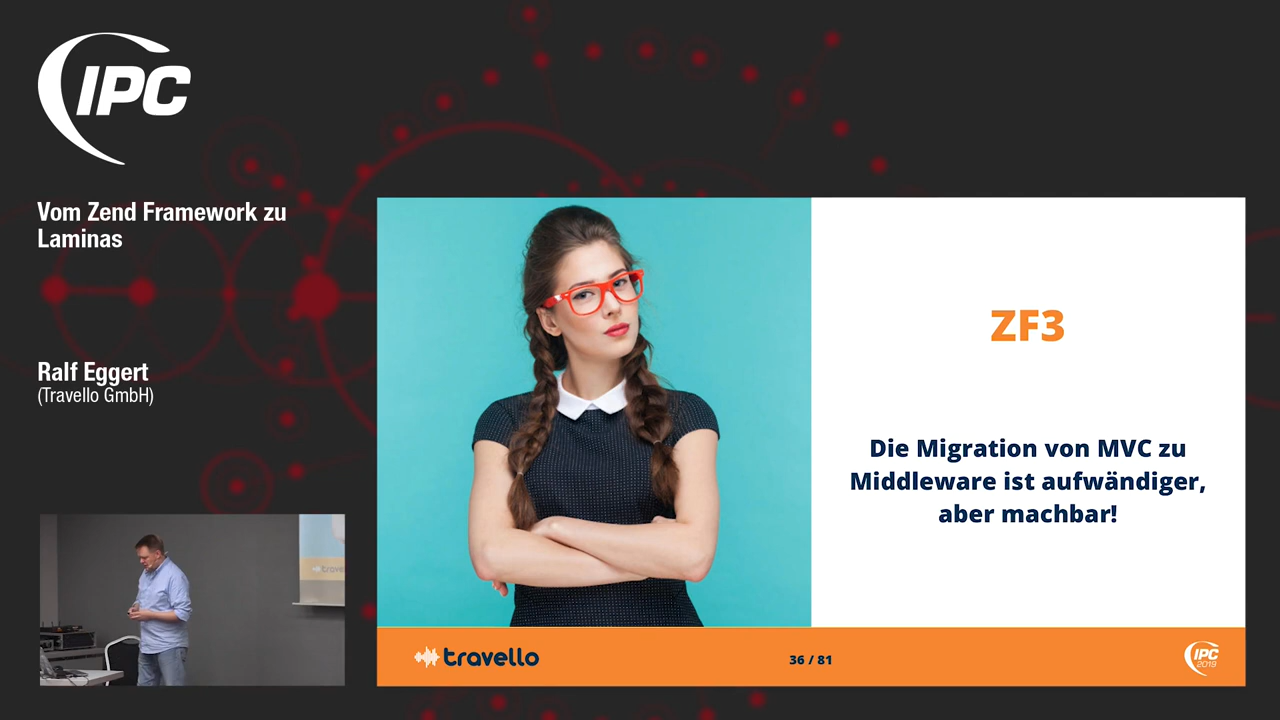 IPC
Vom Zend Framework zu
Laminas
Ralf Eggert
(Travello GmbH)
ZF3
Die Migration von MVC zu
Middleware ist aufwändiger,
aber machbar!
travello
36 / 81
IPC
2019
travello